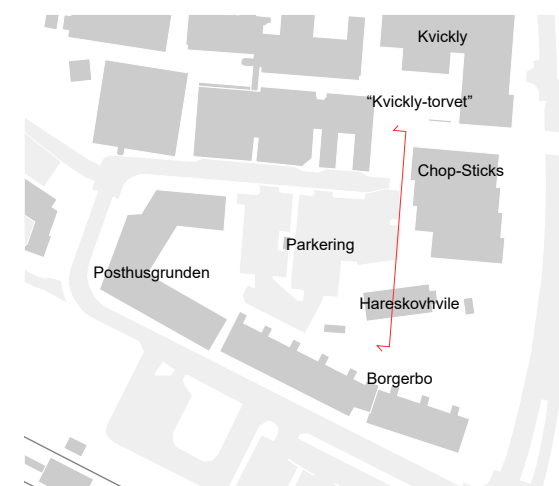 Kvickly
“Kvickly-torvet”
Chop-Sticks
Parkering
Posthusgrunden
Hareskovhvile
Borgerbo